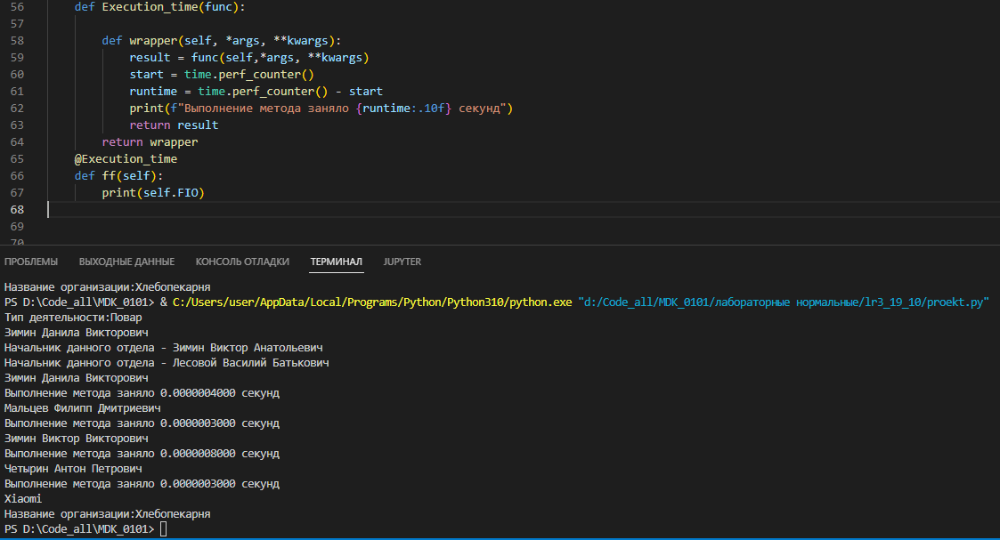 56 def Execution_time(func):
57
58 def wrapper(self, *args, **kwargs):
59 result = func(self,*args, **kwargs)
60 start = time.perf_counter()
61 runtime = time.perf_counter() - start
62 print(f"Выполнение метода заняло {runtime:.10f} секунд")
63 return result
64 return wrapper
65 @Execution_time
66 def ff(self):
67 print(self.FIO)
68
69
70
ПРОБЛЕМЫ ВЫХОДНЫЕ ДАННЫЕ КОНСОЛЬ ОТЛАДКИ ТЕРМИНАЛ JUPYTER
Название организации:Хлебопекарня
PS D:\Code_all\MDK_0101> & C:/Users/user/AppData/Local/Programs/Python/Python310/python.exe "d:/Code_all/MDK_0101/лабораторные нормальные/lr3_19_10/proekt.py"
Тип деятельности:Повар
Зимин Данила Викторович
Начальник данного отдела - Зимин Виктор Анатольевич
Начальник данного отдела - Лесовой Василий Батькович
Зимин Данила Викторович
Выполнение метода заняло 0.0000004000 секунд
Мальцев Филипп Дмитриевич
Выполнение метода заняло 0.0000003000 секунд
Зимин Виктор Викторович
Выполнение метода заняло 0.0000008000 секунд
Четырин Антон Петрович
Выполнение метода заняло 0.0000003000 секунд
Xiaomi
Название организации:Хлебопекарня
PS D:\Code_all\MDK_0101>